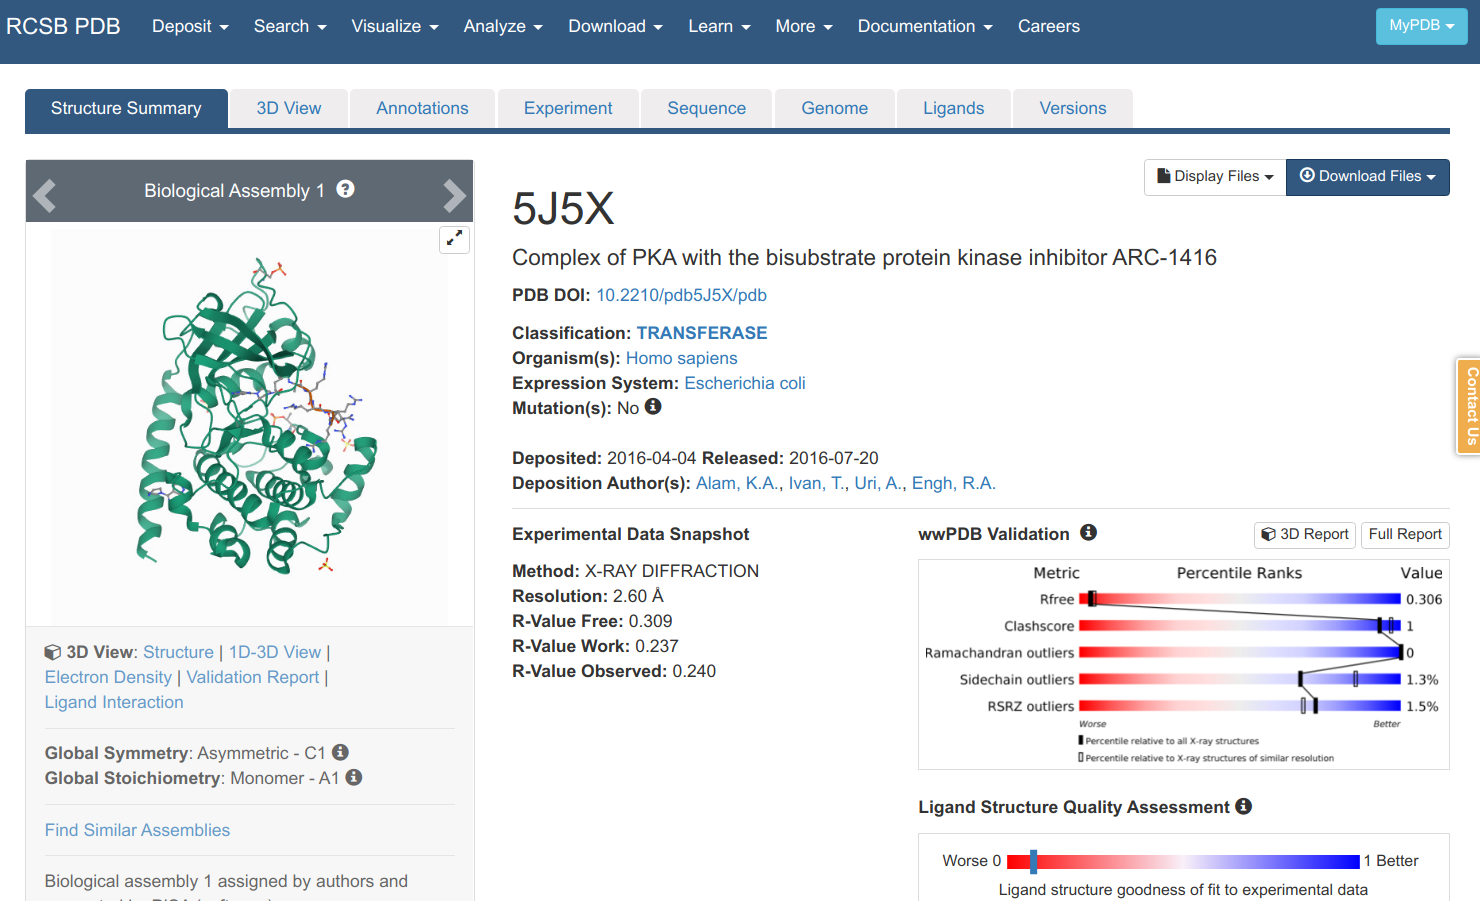 RCSB PDB Deposit Search Visualize Analyze Download Learn More Documentation Careers MyPDB
Structure Summary 3D View Annotations Experiment Sequence Genome Ligands Versions
Biological Assembly 1
Display Files Download Files
5J5X
Complex of PKA with the bisubstrate protein kinase inhibitor ARC-1416
PDB DOI: 10.2210/pdb5J5X/pdb
Classification: TRANSFERASE
Organism(s): Homo sapiens
Expression System: Escherichia coli
Mutation(s): No
Deposited: 2016-04-04 Released: 2016-07-20
Deposition Author(s): Alam, K.A., Ivan, T., Uri, A., Engh, R.A.
Contact Us
Experimental Data Snapshot
Method: X-RAY DIFFRACTION
Resolution: 2.60 Å
R-Value Free: 0.309
R-Value Work: 0.237
R-Value Observed: 0.240
wwPDB Validation 3D Report Full Report
Metric Percentile Ranks Value
Rfree 0.306
Clashscore 1
Ramachandran outliers 0
Sidechain outliers 1.3%
RSRZ outliers 1.5%
Worse Better
Percentile relative to all X-ray structures
Percentile relative to X-ray structures of similar resolution
Ligand Structure Quality Assessment
Worse 0 1 Better
Ligand structure goodness of fit to experimental data
3D View: Structure | 1D-3D View |
Electron Density | Validation Report |
Ligand Interaction
Global Symmetry: Asymmetric - C1
Global Stoichiometry: Monomer - A1
Find Similar Assemblies
Biological assembly 1 assigned by authors and